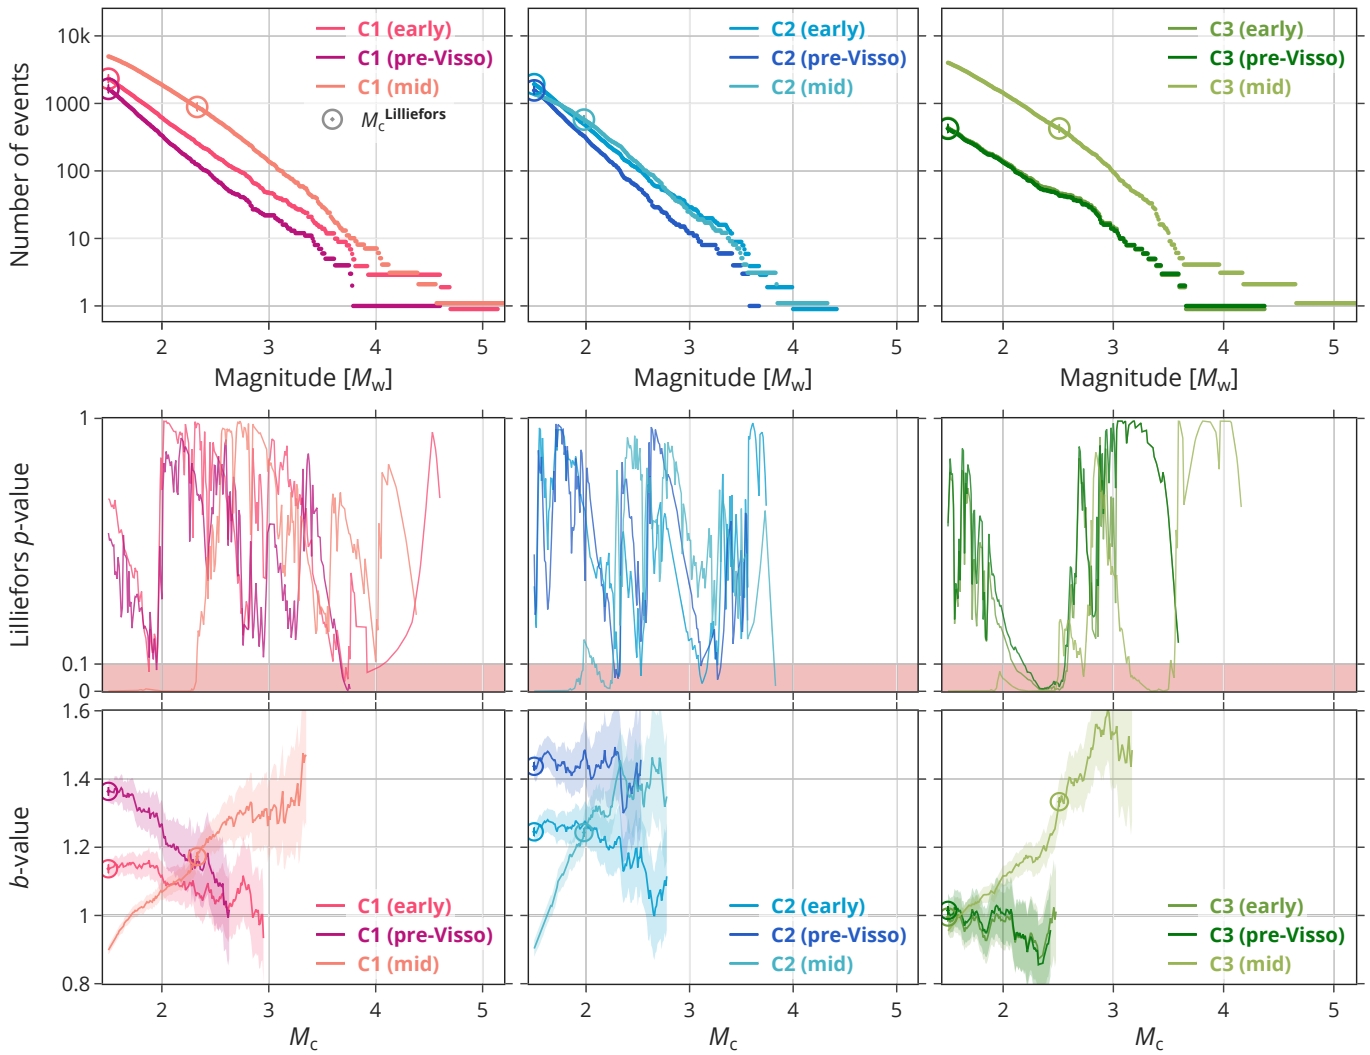 Number of events
10k
1000
100
10
1
C1 (early)
C1 (pre-Visso)
C1 (mid)
McLilliefors
C2 (early)
C2 (pre-Visso)
C2 (mid)
C3 (early)
C3 (pre-Visso)
C3 (mid)
2 3 4 5
2 3 4 5
2 3 4 5
Magnitude [Mw]
Magnitude [Mw]
Magnitude [Mw]
Lilliefors p-value
1
0.1
0
b-value
1.6
1.4
1.2
1
0.8
C1 (early)
C1 (pre-Visso)
C1 (mid)
C2 (early)
C2 (pre-Visso)
C2 (mid)
C3 (early)
C3 (pre-Visso)
C3 (mid)
2 3 4 5
2 3 4 5
2 3 4 5
Mc
Mc
Mc